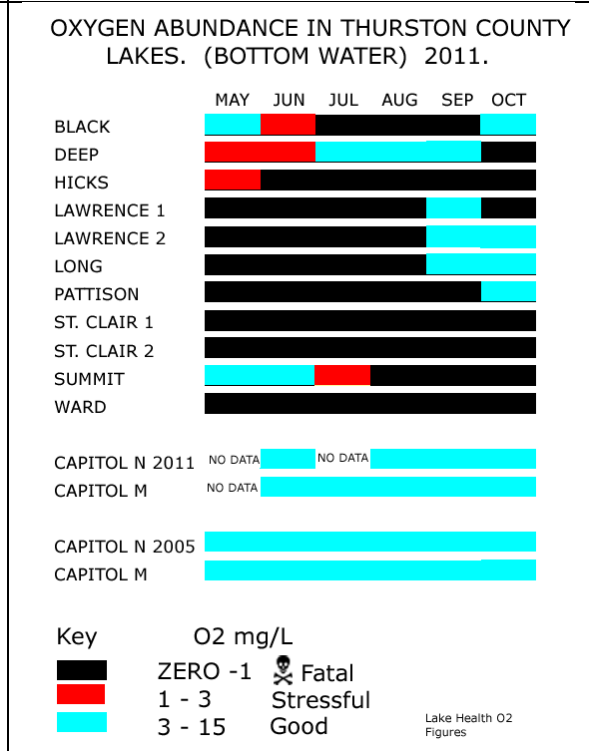 OXYGEN ABUNDANCE IN THURSTON COUNTY
LAKES. (BOTTOM WATER) 2011.
MAY JUN JUL AUG SEP OCT
BLACK
DEEP
HICKS
LAWRENCE 1
LAWRENCE 2
LONG
PATTISON
ST. CLAIR 1
ST. CLAIR 2
SUMMIT
WARD
CAPITOL N 2011 NO DATA NO DATA
CAPITOL M NO DATA
CAPITOL N 2005
CAPITOL M
Key O2 mg/L
ZERO -1 Fatal
1 - 3 Stressful
3 - 15 Good
Lake Health O2
Figures